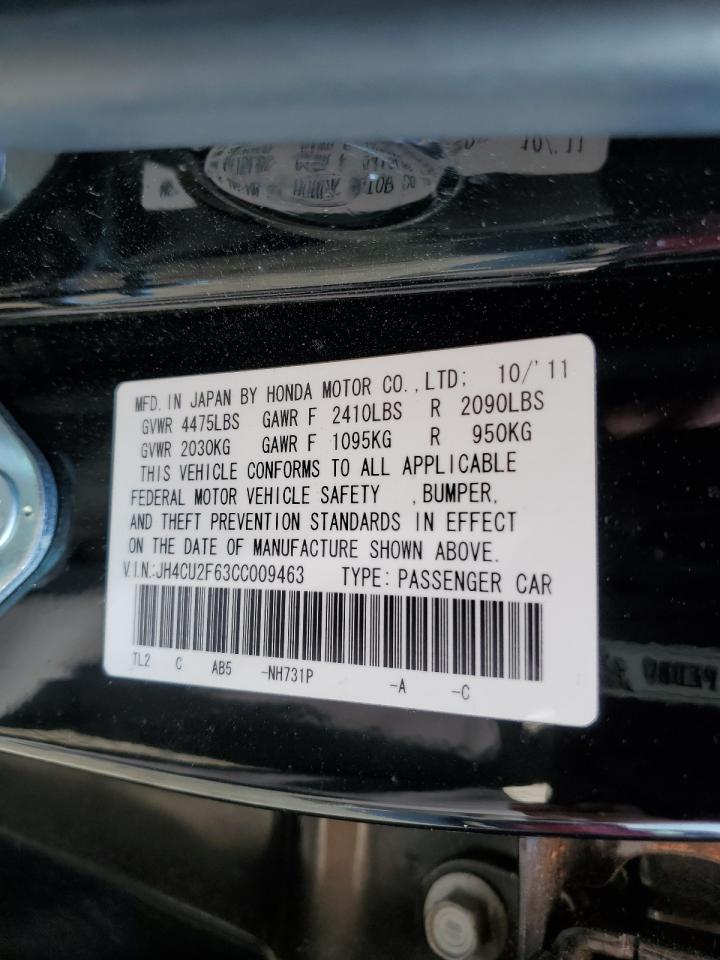 10/'11
MFD. IN JAPAN BY HONDA MOTOR CO., LTD; 10/'11
GVWR 4475LBS GAWR F 2410LBS R 2090LBS
GVWR 2030KG GAWR F 1095KG R 950KG
THIS VEHICLE CONFORMS TO ALL APPLICABLE
FEDERAL MOTOR VEHICLE SAFETY , BUMPER,
AND THEFT PREVENTION STANDARDS IN EFFECT
ON THE DATE OF MANUFACTURE SHOWN ABOVE.
V.I.N.:JH4CU2F63CC009463 TYPE: PASSENGER CAR
TL2 C AB5 -NH731P -A -C